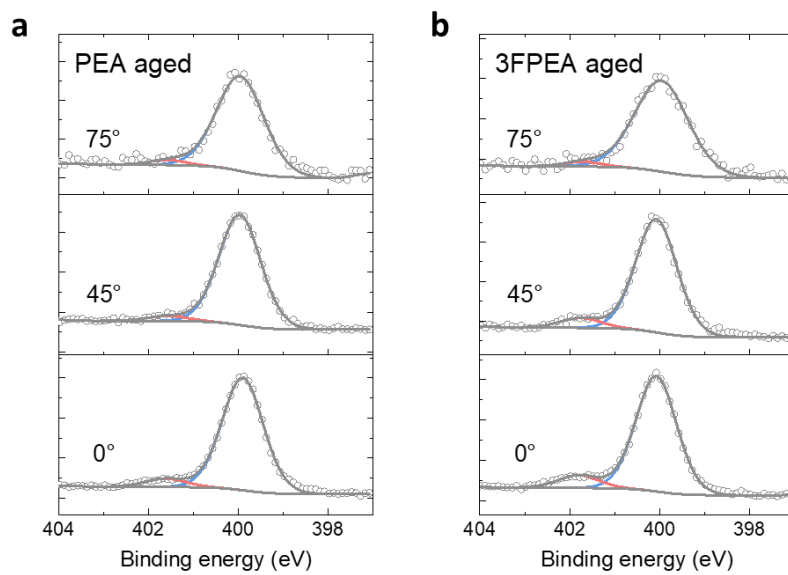 a
PEA aged
75°
45°
0°
404 402 400 398
Binding energy (eV)
b
3FPEA aged
75°
45°
0°
404 402 400 398
Binding energy (eV)